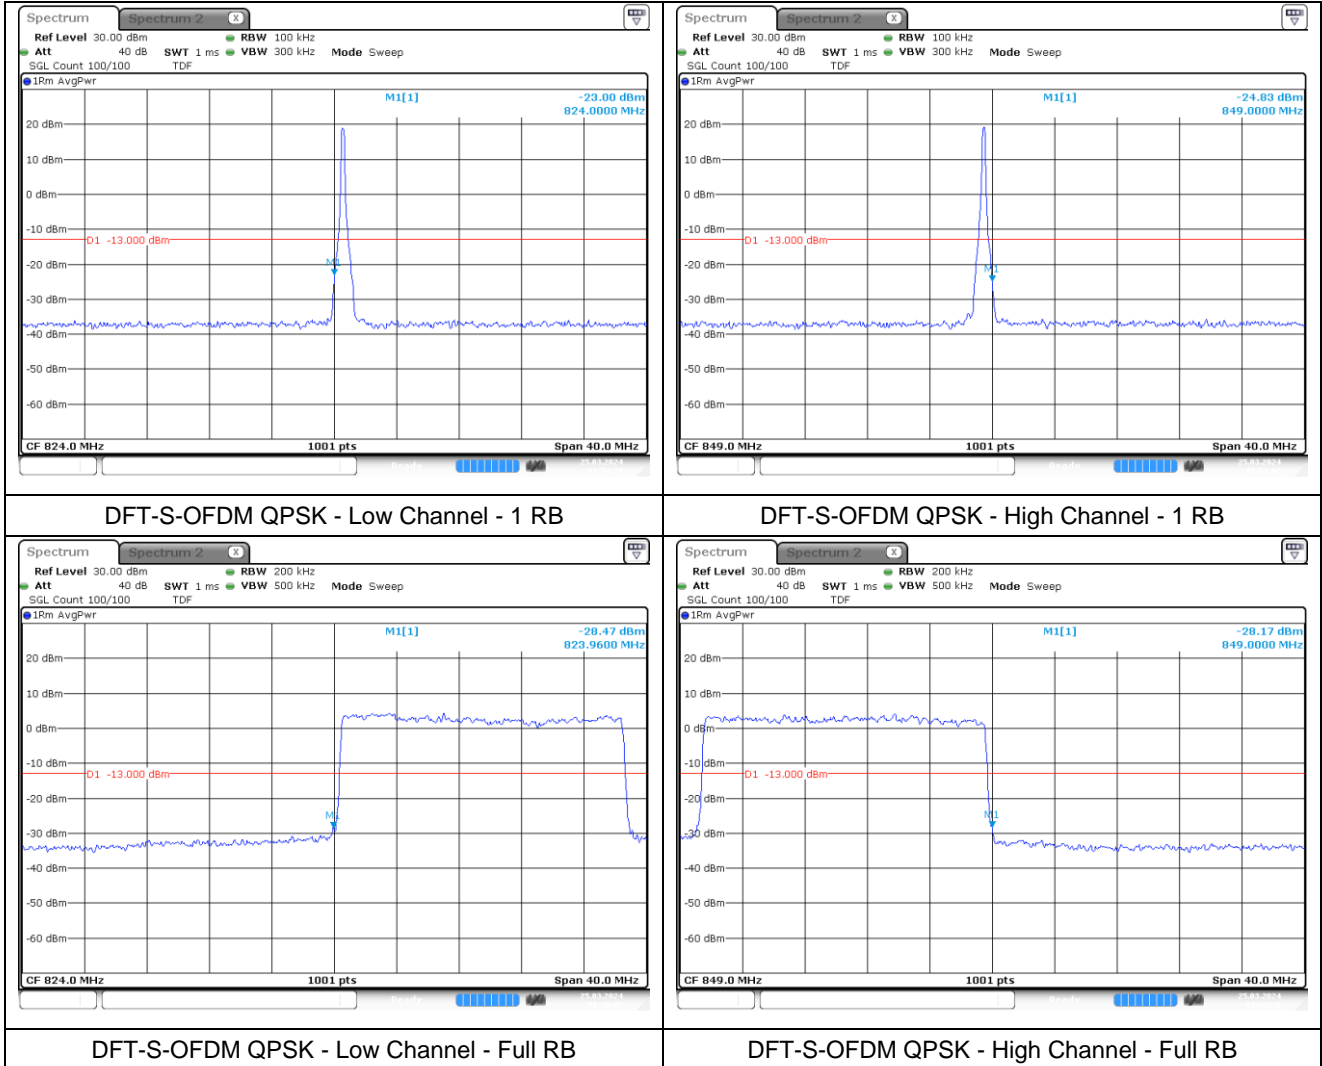 Spectrum Spectrum 2 X
Ref Level 30.00 dBm RBW 100 kHz
Att 40 dB SWT 1 ms VBW 300 kHz Mode Sweep
SGL Count 100/100 TDF
1Rm AvgPwr
M1[1] -23.00 dBm
824.0000 MHz
20 dBm
10 dBm
0 dBm
-10 dBm
D1 -13.000 dBm
M1
-20 dBm
-30 dBm
-40 dBm
-50 dBm
-60 dBm
CF 824.0 MHz 1001 pts Span 40.0 MHz
Ready 25.03.2024
DFT-S-OFDM QPSK - Low Channel - 1 RB
Spectrum Spectrum 2 X
Ref Level 30.00 dBm RBW 100 kHz
Att 40 dB SWT 1 ms VBW 300 kHz Mode Sweep
SGL Count 100/100 TDF
1Rm AvgPwr
M1[1] -24.83 dBm
849.0000 MHz
20 dBm
10 dBm
0 dBm
-10 dBm
D1 -13.000 dBm
M1
-20 dBm
-30 dBm
-40 dBm
-50 dBm
-60 dBm
CF 849.0 MHz 1001 pts Span 40.0 MHz
Ready 25.03.2024
DFT-S-OFDM QPSK - High Channel - 1 RB
Spectrum Spectrum 2 X
Ref Level 30.00 dBm RBW 200 kHz
Att 40 dB SWT 1 ms VBW 500 kHz Mode Sweep
SGL Count 100/100 TDF
1Rm AvgPwr
M1[1] -28.47 dBm
823.9600 MHz
20 dBm
10 dBm
0 dBm
-10 dBm
D1 -13.000 dBm
-20 dBm
M1
-30 dBm
-40 dBm
-50 dBm
-60 dBm
CF 824.0 MHz 1001 pts Span 40.0 MHz
Ready 25.03.2024
DFT-S-OFDM QPSK - Low Channel - Full RB
Spectrum Spectrum 2 X
Ref Level 30.00 dBm RBW 200 kHz
Att 40 dB SWT 1 ms VBW 500 kHz Mode Sweep
SGL Count 100/100 TDF
1Rm AvgPwr
M1[1] -28.17 dBm
849.0000 MHz
20 dBm
10 dBm
0 dBm
-10 dBm
D1 -13.000 dBm
-20 dBm
M1
-30 dBm
-40 dBm
-50 dBm
-60 dBm
CF 849.0 MHz 1001 pts Span 40.0 MHz
Ready 25.03.2024
DFT-S-OFDM QPSK - High Channel - Full RB